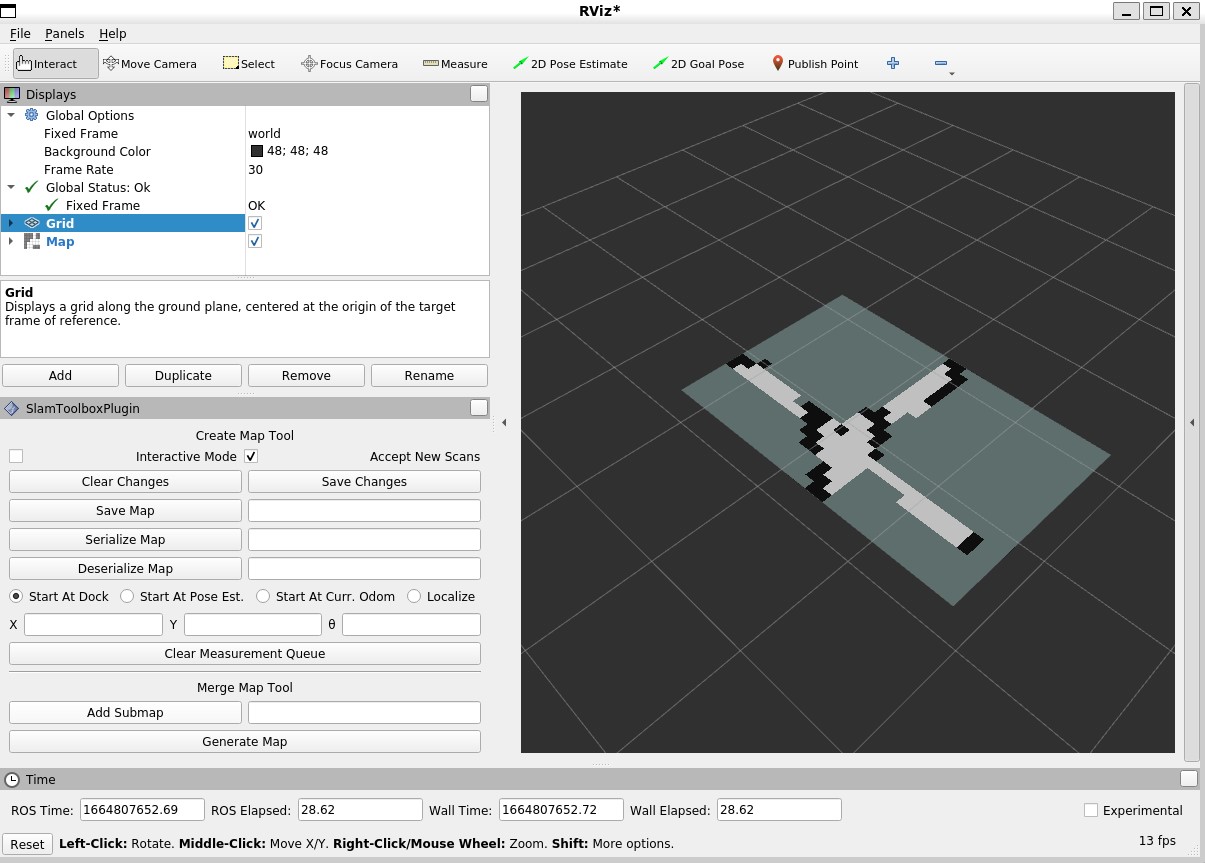 RViz*
File Panels Help
Interact Move Camera Select Focus Camera Measure 2D Pose Estimate 2D Goal Pose Publish Point
Displays
Global Options
Fixed Frame world
Background Color 48; 48; 48
Frame Rate 30
Global Status: Ok
Fixed Frame OK
Grid
Map
Grid
Displays a grid along the ground plane, centered at the origin of the target
frame of reference.
Add Duplicate Remove Rename
SlamToolboxPlugin
Create Map Tool
Interactive Mode Accept New Scans
Clear Changes Save Changes
Save Map
Serialize Map
Deserialize Map
Start At Dock Start At Pose Est. Start At Curr. Odom Localize
X Y θ
Clear Measurement Queue
Merge Map Tool
Add Submap
Generate Map
Time
ROS Time: 1664807652.69 ROS Elapsed: 28.62 Wall Time: 1664807652.72 Wall Elapsed: 28.62 Experimental
Reset Left-Click: Rotate. Middle-Click: Move X/Y. Right-Click/Mouse Wheel: Zoom. Shift: More options. 13 fps